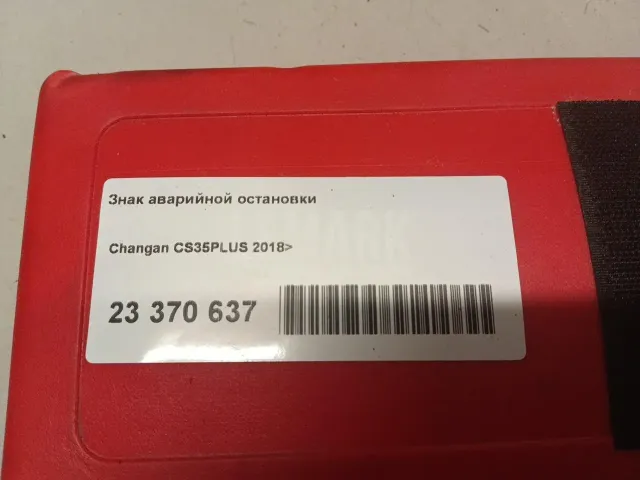 Знак аварийной остановки
Changan CS35PLUS 2018>
23 370 637